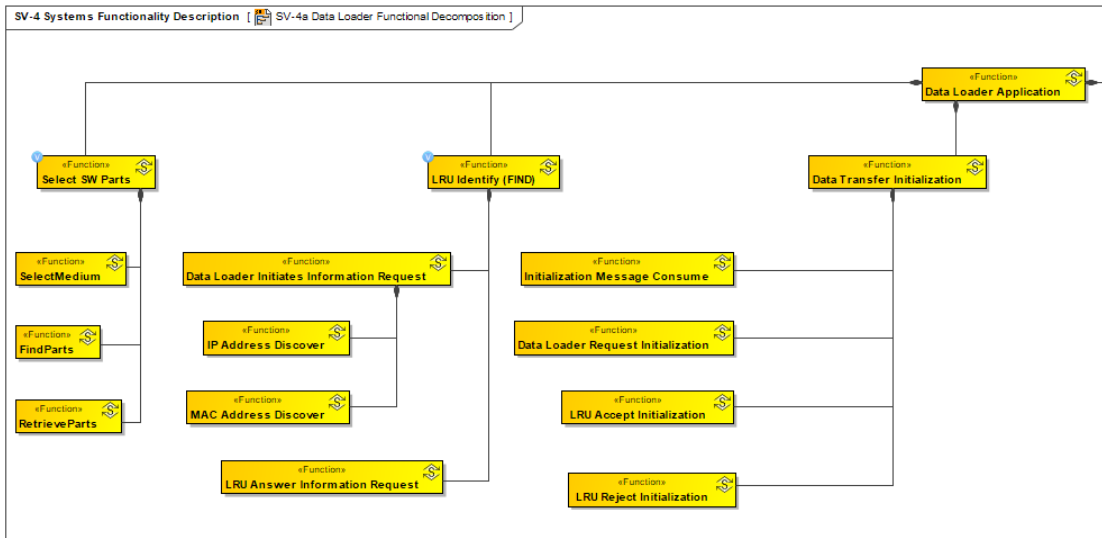 SV-4 Systems Functionality Description [ SV-4a Data Loader Functional Decomposition ]
«Function»
Data Loader Application
«Function»
Select SW Parts
«Function»
LRU Identify (FIND)
«Function»
Data Transfer Initialization
«Function»
SelectMedium
«Function»
Data Loader Initiates Information Request
«Function»
Initialization Message Consume
«Function»
FindParts
«Function»
IP Address Discover
«Function»
Data Loader Request Initialization
«Function»
RetrieveParts
«Function»
MAC Address Discover
«Function»
LRU Accept Initialization
«Function»
LRU Answer Information Request
«Function»
LRU Reject Initialization